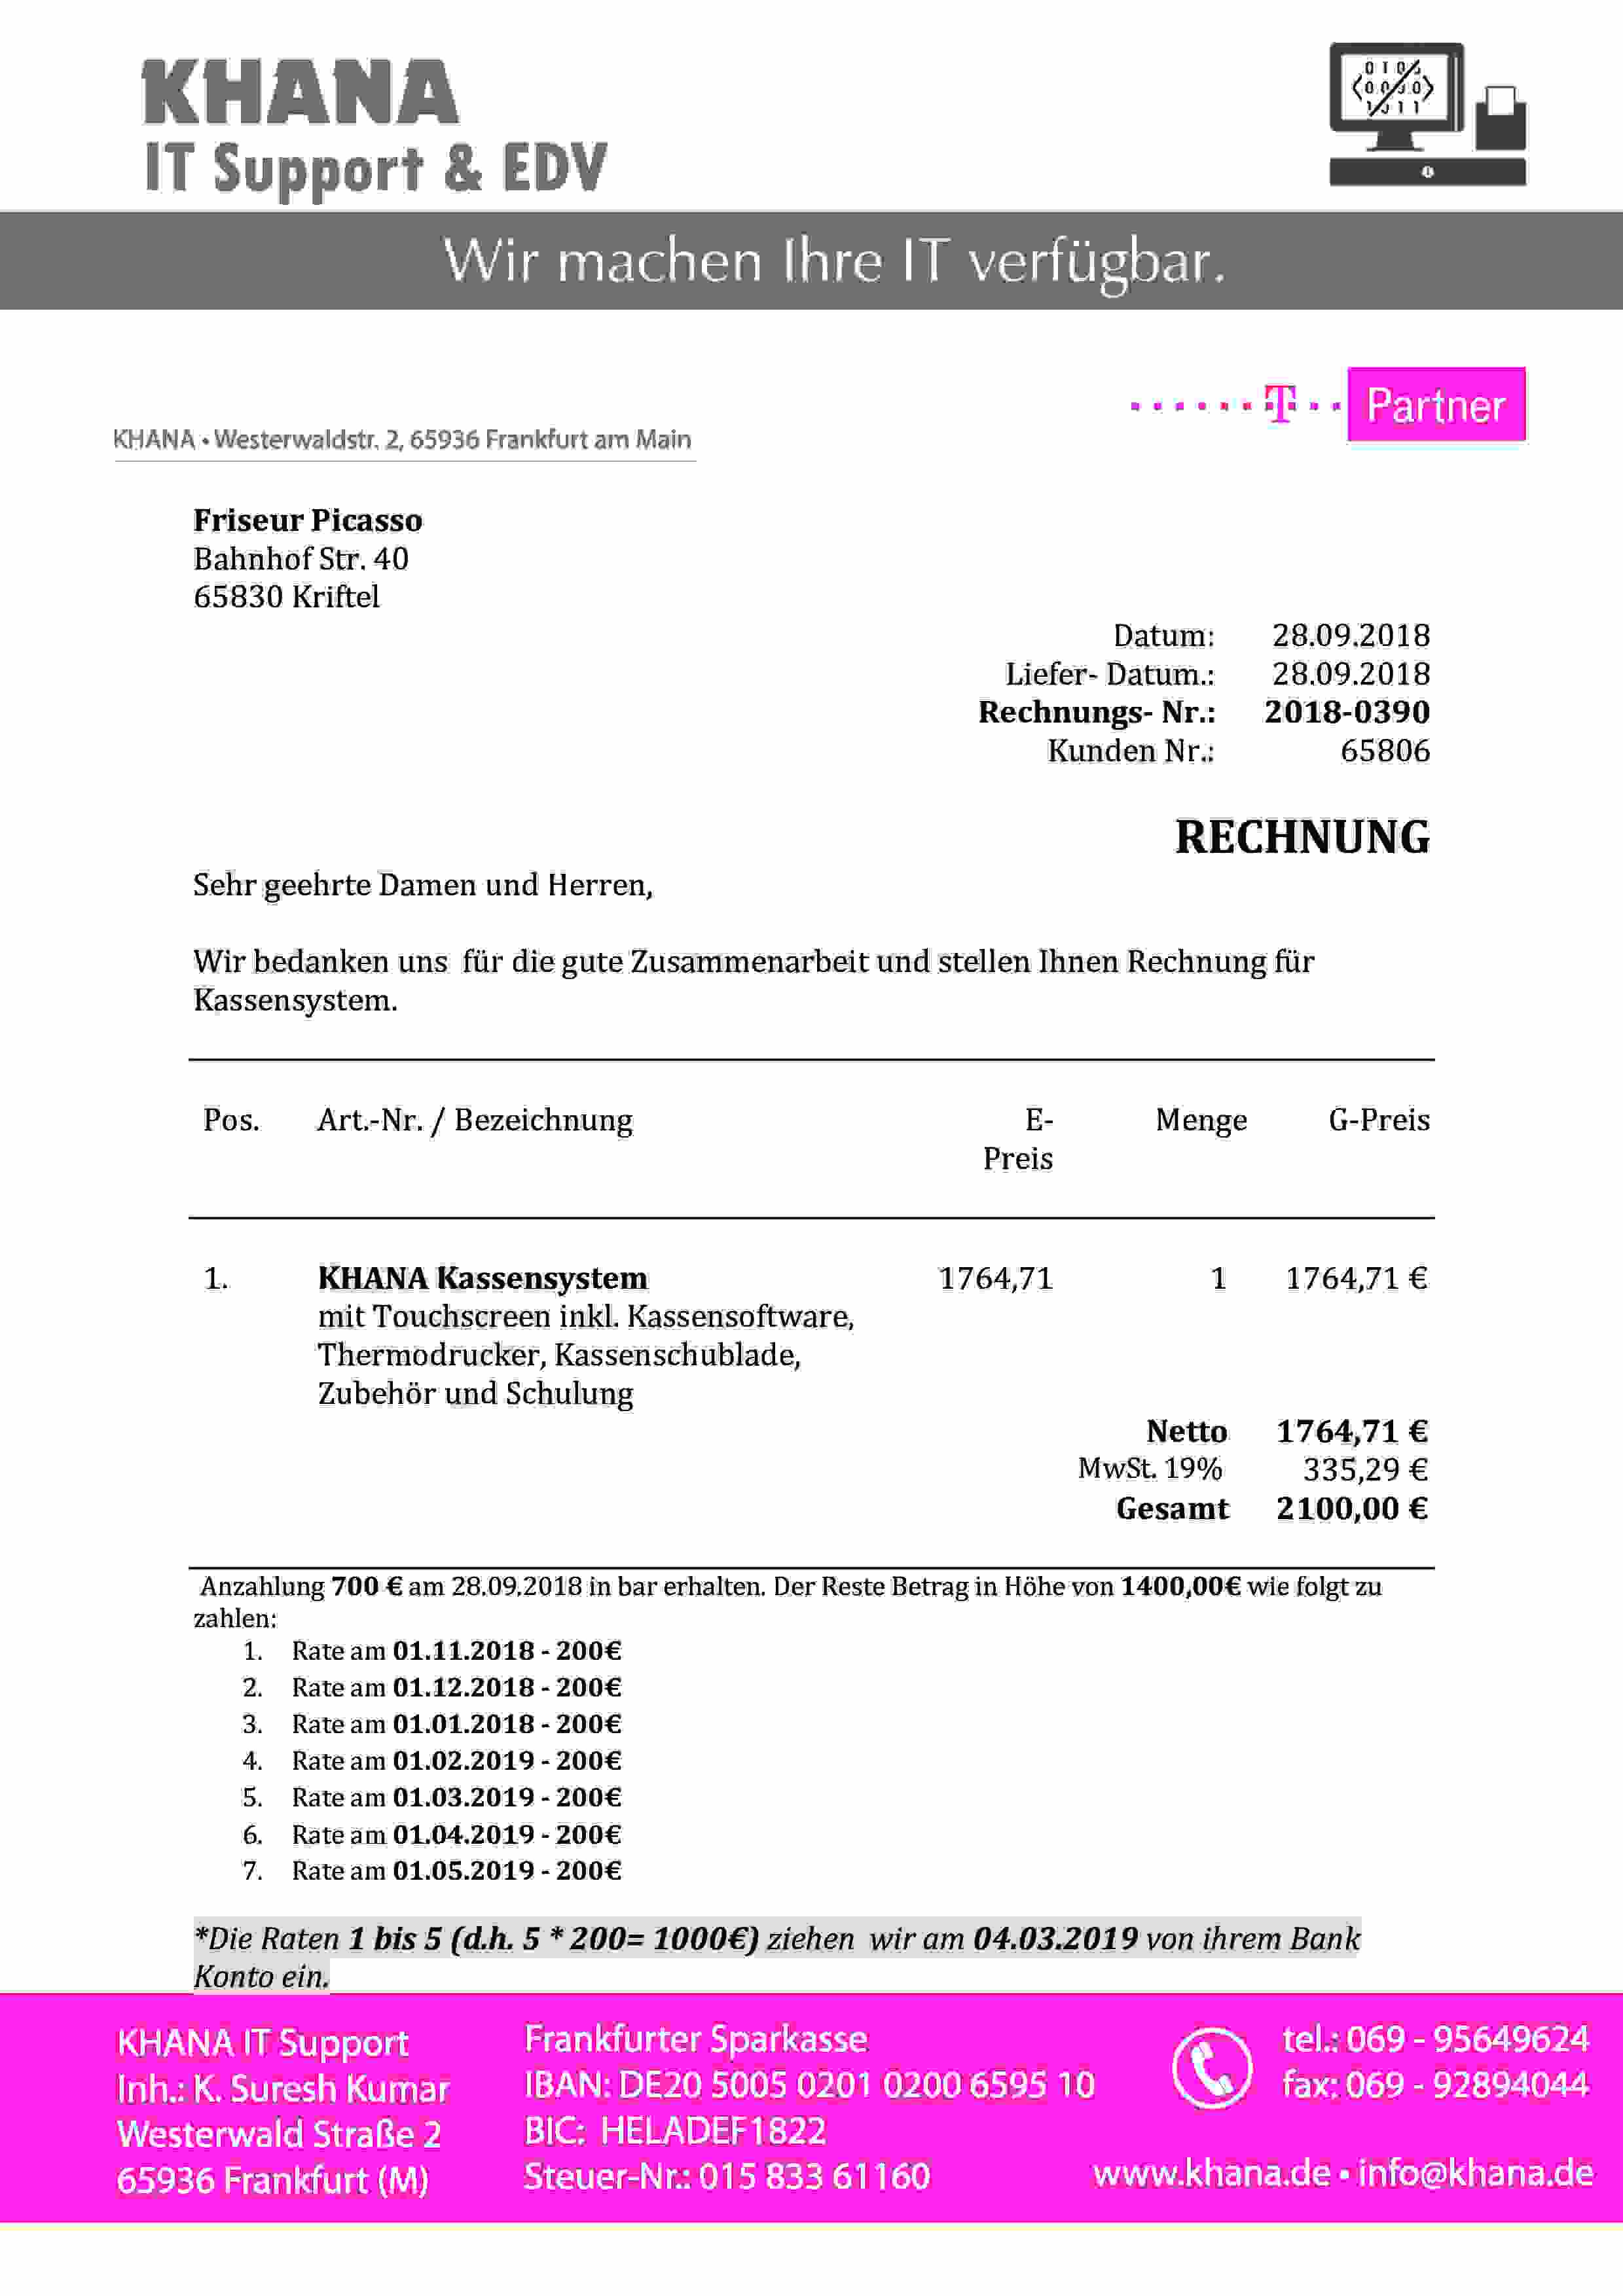 KHANA
IT Support & EDV
Wir machen Ihre IT verfügbar.
T Partner
KHANA • Westerwaldstr. 2, 65936 Frankfurt am Main
Friseur Picasso
Bahnhof Str. 40
65830 Kriftel
Datum: 28.09.2018
Liefer- Datum.: 28.09.2018
Rechnungs- Nr.: 2018-0390
Kunden Nr.: 65806
RECHNUNG
Sehr geehrte Damen und Herren,
Wir bedanken uns für die gute Zusammenarbeit und stellen Ihnen Rechnung für
Kassensystem.
Pos. Art.-Nr. / Bezeichnung E- Menge G-Preis
Preis
1. KHANA Kassensystem 1764,71 1 1764,71 €
mit Touchscreen inkl. Kassensoftware,
Thermodrucker, Kassenschublade,
Zubehör und Schulung
Netto 1764,71 €
MwSt. 19% 335,29 €
Gesamt 2100,00 €
Anzahlung 700 € am 28.09.2018 in bar erhalten. Der Reste Betrag in Höhe von 1400,00€ wie folgt zu
zahlen:
1. Rate am 01.11.2018 - 200€
2. Rate am 01.12.2018 - 200€
3. Rate am 01.01.2018 - 200€
4. Rate am 01.02.2019 - 200€
5. Rate am 01.03.2019 - 200€
6. Rate am 01.04.2019 - 200€
7. Rate am 01.05.2019 - 200€
*Die Raten 1 bis 5 (d.h. 5 * 200= 1000€) ziehen wir am 04.03.2019 von ihrem Bank
Konto ein.
KHANA IT Support
Inh.: K. Suresh Kumar
Westerwald Straße 2
65936 Frankfurt (M)
Frankfurter Sparkasse
IBAN: DE20 5005 0201 0200 6595 10
BIC: HELADEF1822
Steuer-Nr.: 015 833 61160
tel.: 069 - 95649624
fax: 069 - 92894044
www.khana.de • info@khana.de